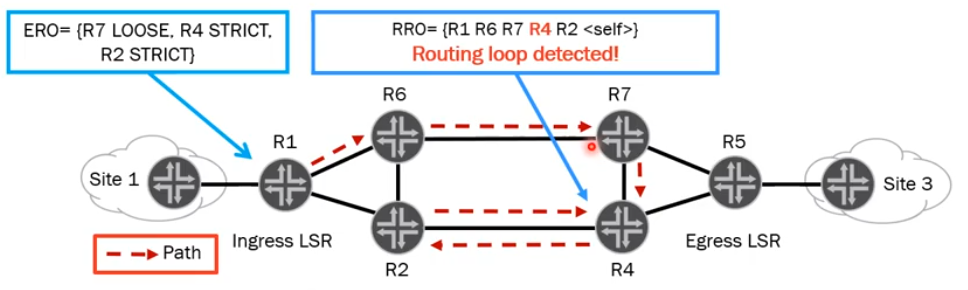 ERO= {R7 LOOSE, R4 STRICT,
R2 STRICT}
RRO= {R1 R6 R7 R4 R2 <self>}
Routing loop detected!
R6
R7
R1
R5
Site 1
Site 3
Ingress LSR
Egress LSR
Path
R2
R4